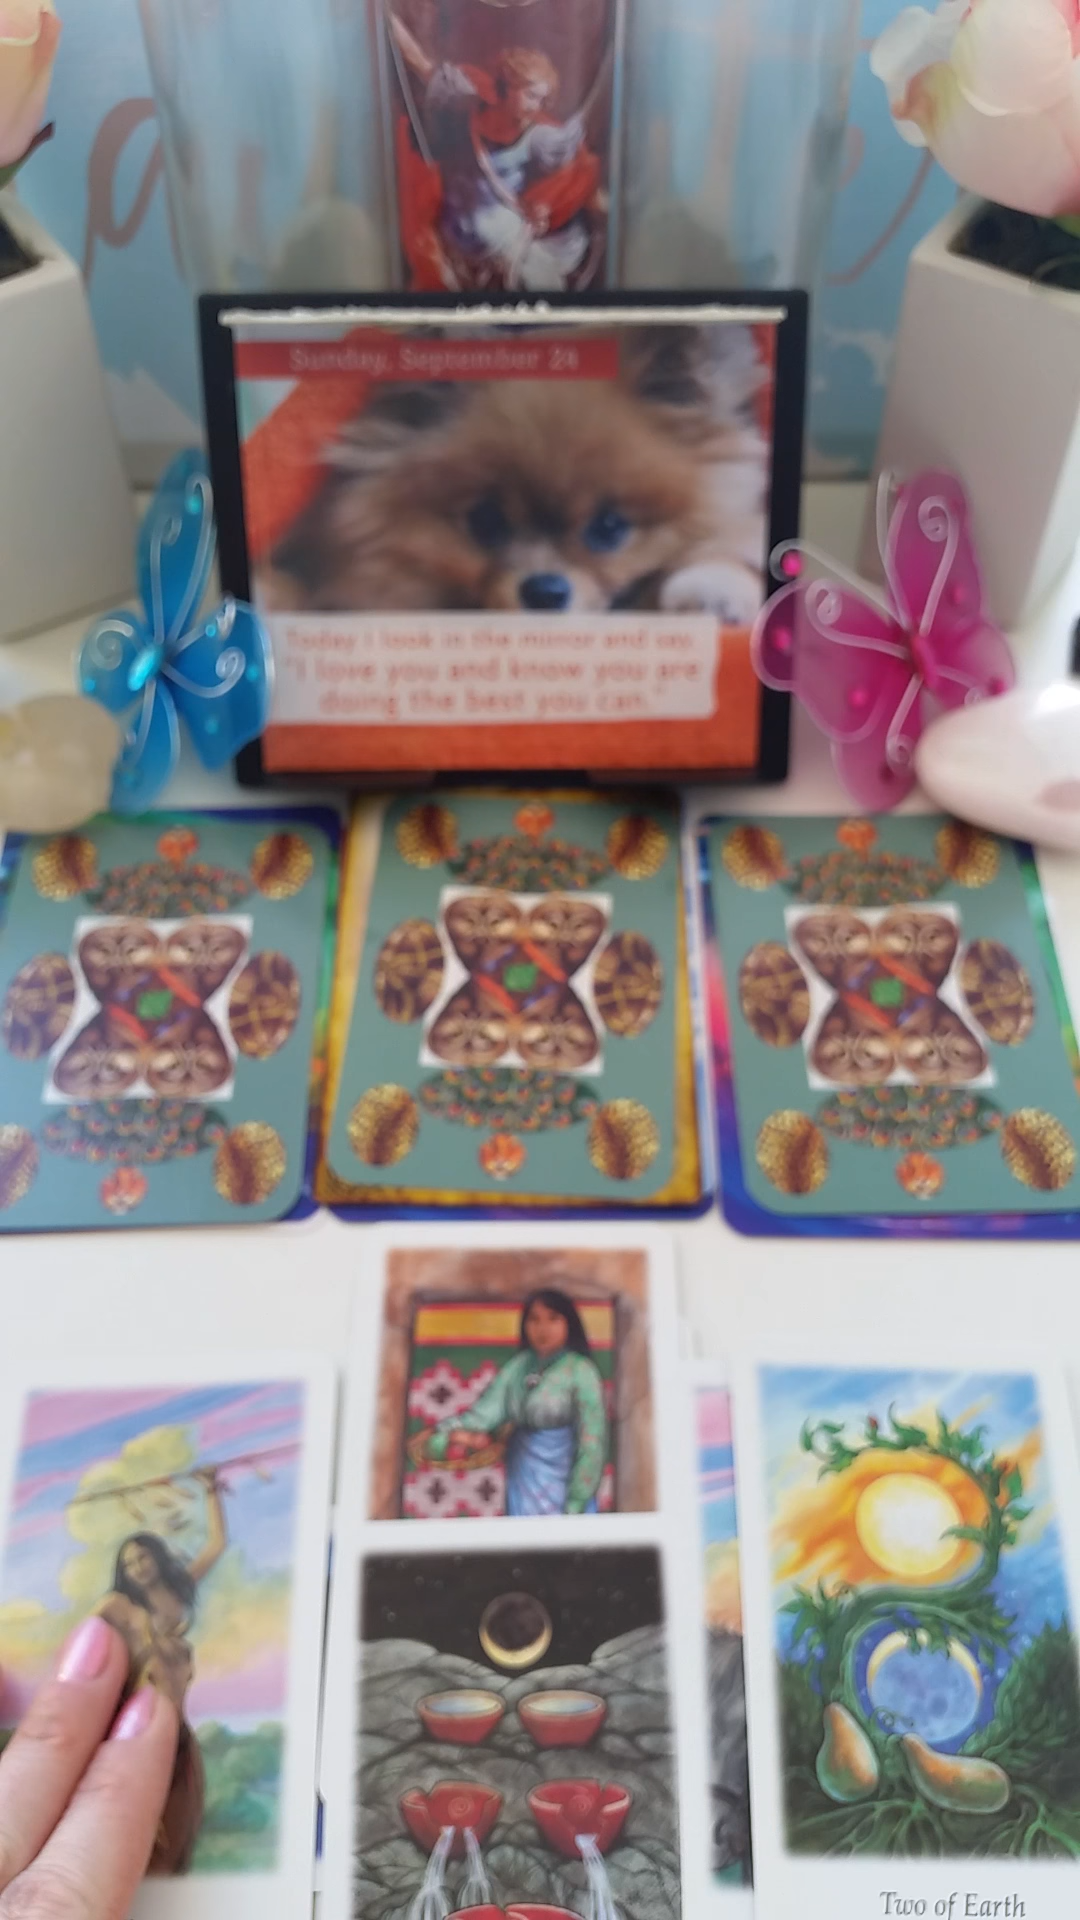 Sunday, September 24
Today I look in the mirror and say,
"I love you and know you are
doing the best you can."
Two of Earth